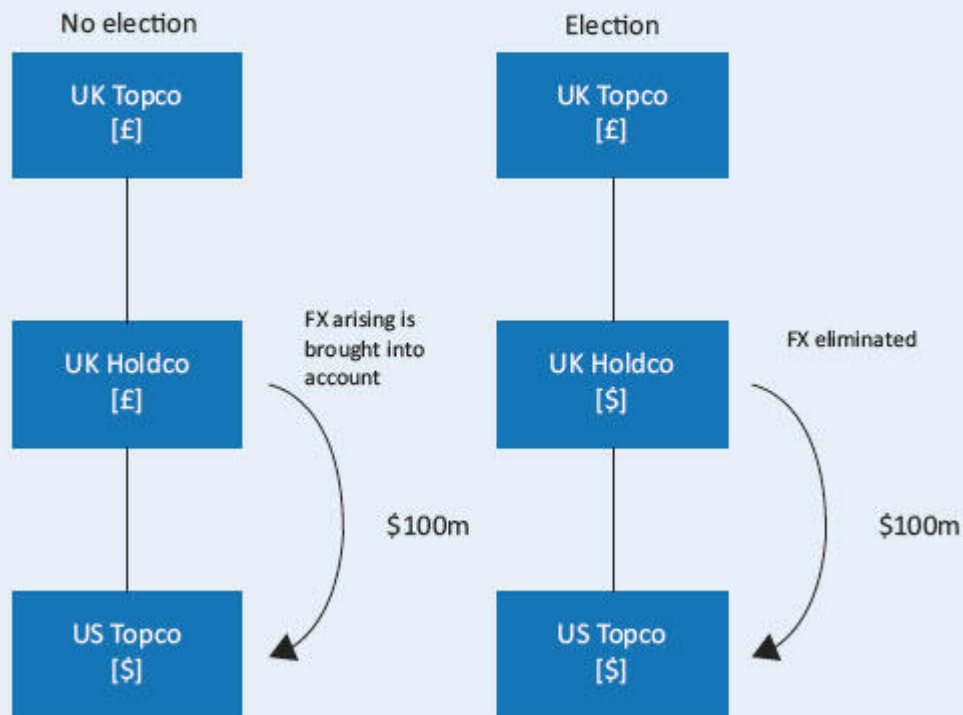 No election
UK Topco
[£]
UK Holdco
[£]
FX arising is
brought into
account
$100m
US Topco
[$]
Election
UK Topco
[£]
UK Holdco
[$]
FX eliminated
$100m
US Topco
[$]